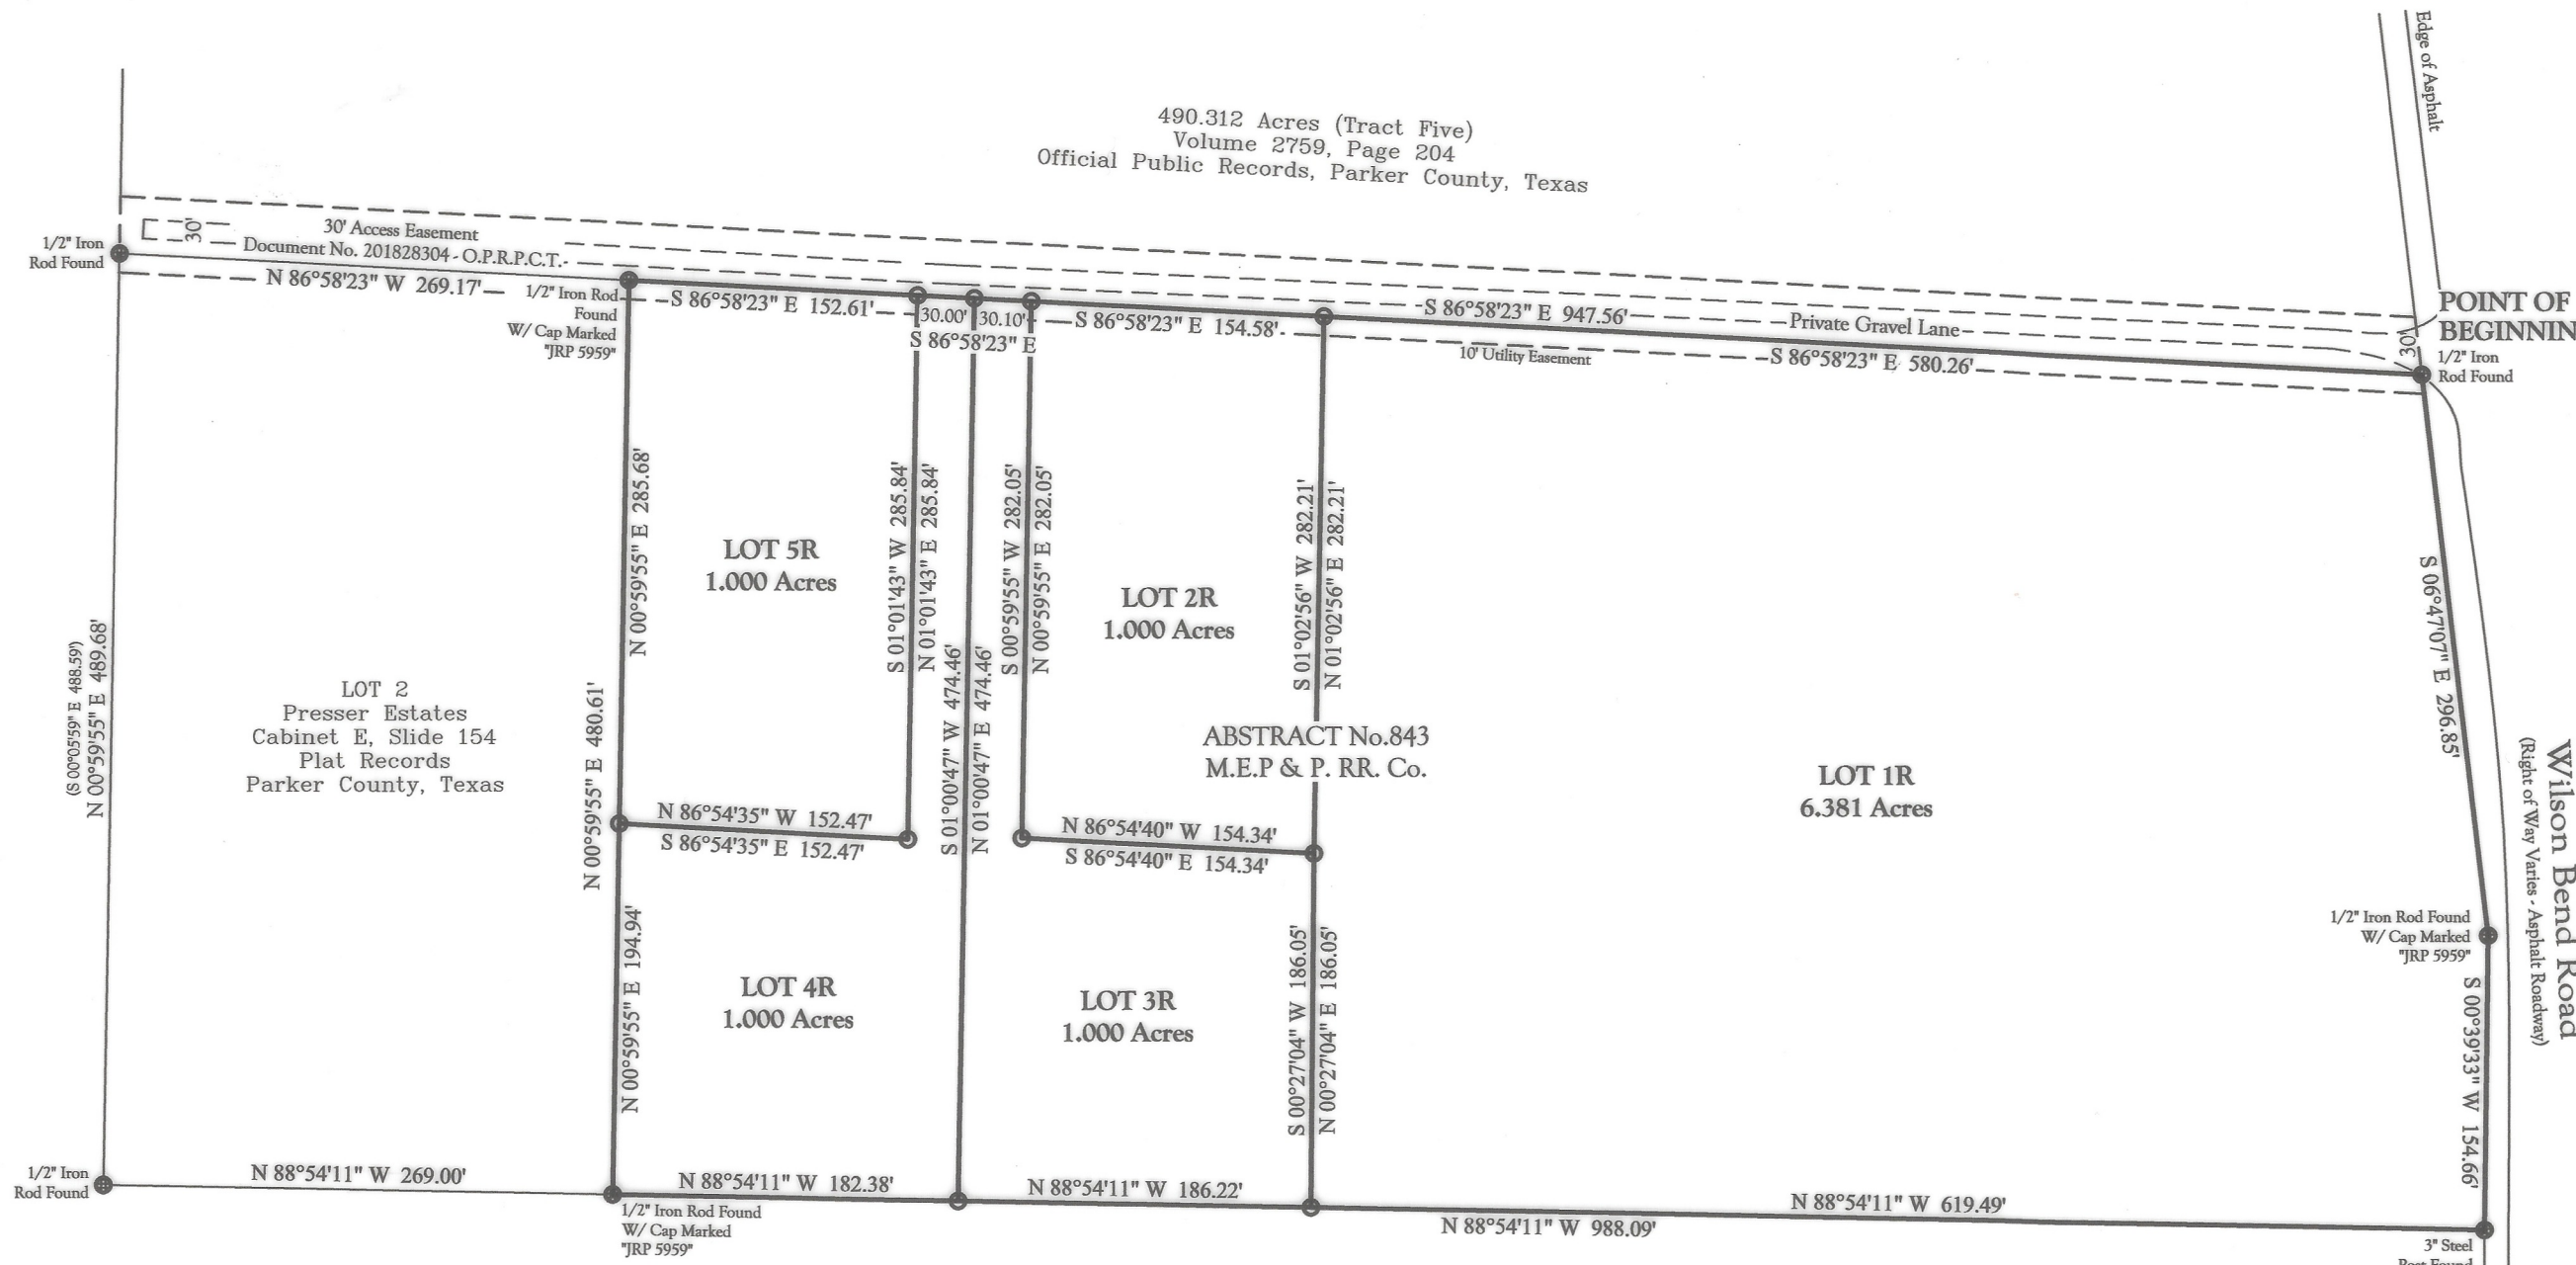 Edge of Asphalt
490.312 Acres (Tract Five)
Volume 2759, Page 204
Official Public Records, Parker County, Texas
1/2" Iron
Rod Found
30'
30' Access Easement
Document No. 201828304 - O.P.R.P.C.T.
N 86°58'23" W 269.17'
1/2" Iron Rod
Found
W/ Cap Marked
"JRP 5959"
S 86°58'23" E 152.61'
30.00'
30.10'
S 86°58'23" E
S 86°58'23" E 154.58'
S 86°58'23" E 947.56'
Private Gravel Lane
10' Utility Easement
S 86°58'23" E 580.26'
30'
POINT OF
BEGINNIN
1/2" Iron
Rod Found
(S 00°05'59" E 488.59')
N 00°59'55" E 489.68'
LOT 2
Presser Estates
Cabinet E, Slide 154
Plat Records
Parker County, Texas
N 00°59'55" E 480.61'
N 00°59'55" E 285.68'
LOT 5R
1.000 Acres
S 01°01'43" W 285.84'
N 01°01'43" E 285.84'
S 01°00'47" W 474.46'
N 01°00'47" E 474.46'
S 00°59'55" W 282.05'
N 00°59'55" E 282.05'
LOT 2R
1.000 Acres
S 01°02'56" W 282.21'
N 01°02'56" E 282.21'
ABSTRACT No.843
M.E.P & P. RR. Co.
LOT 1R
6.381 Acres
S 06°47'07" E 296.85'
Wilson Bend Road
(Right of Way Varies - Asphalt Roadway)
N 86°54'35" W 152.47'
S 86°54'35" E 152.47'
N 86°54'40" W 154.34'
S 86°54'40" E 154.34'
N 00°59'55" E 194.94'
LOT 4R
1.000 Acres
LOT 3R
1.000 Acres
S 00°27'04" W 186.05'
N 00°27'04" E 186.05'
1/2" Iron Rod Found
W/ Cap Marked
"JRP 5959"
S 00°39'33" W 154.66'
1/2" Iron
Rod Found
N 88°54'11" W 269.00'
N 88°54'11" W 182.38'
N 88°54'11" W 186.22'
N 88°54'11" W 619.49'
N 88°54'11" W 988.09'
1/2" Iron Rod Found
W/ Cap Marked
"JRP 5959"
3" Steel
Post Found